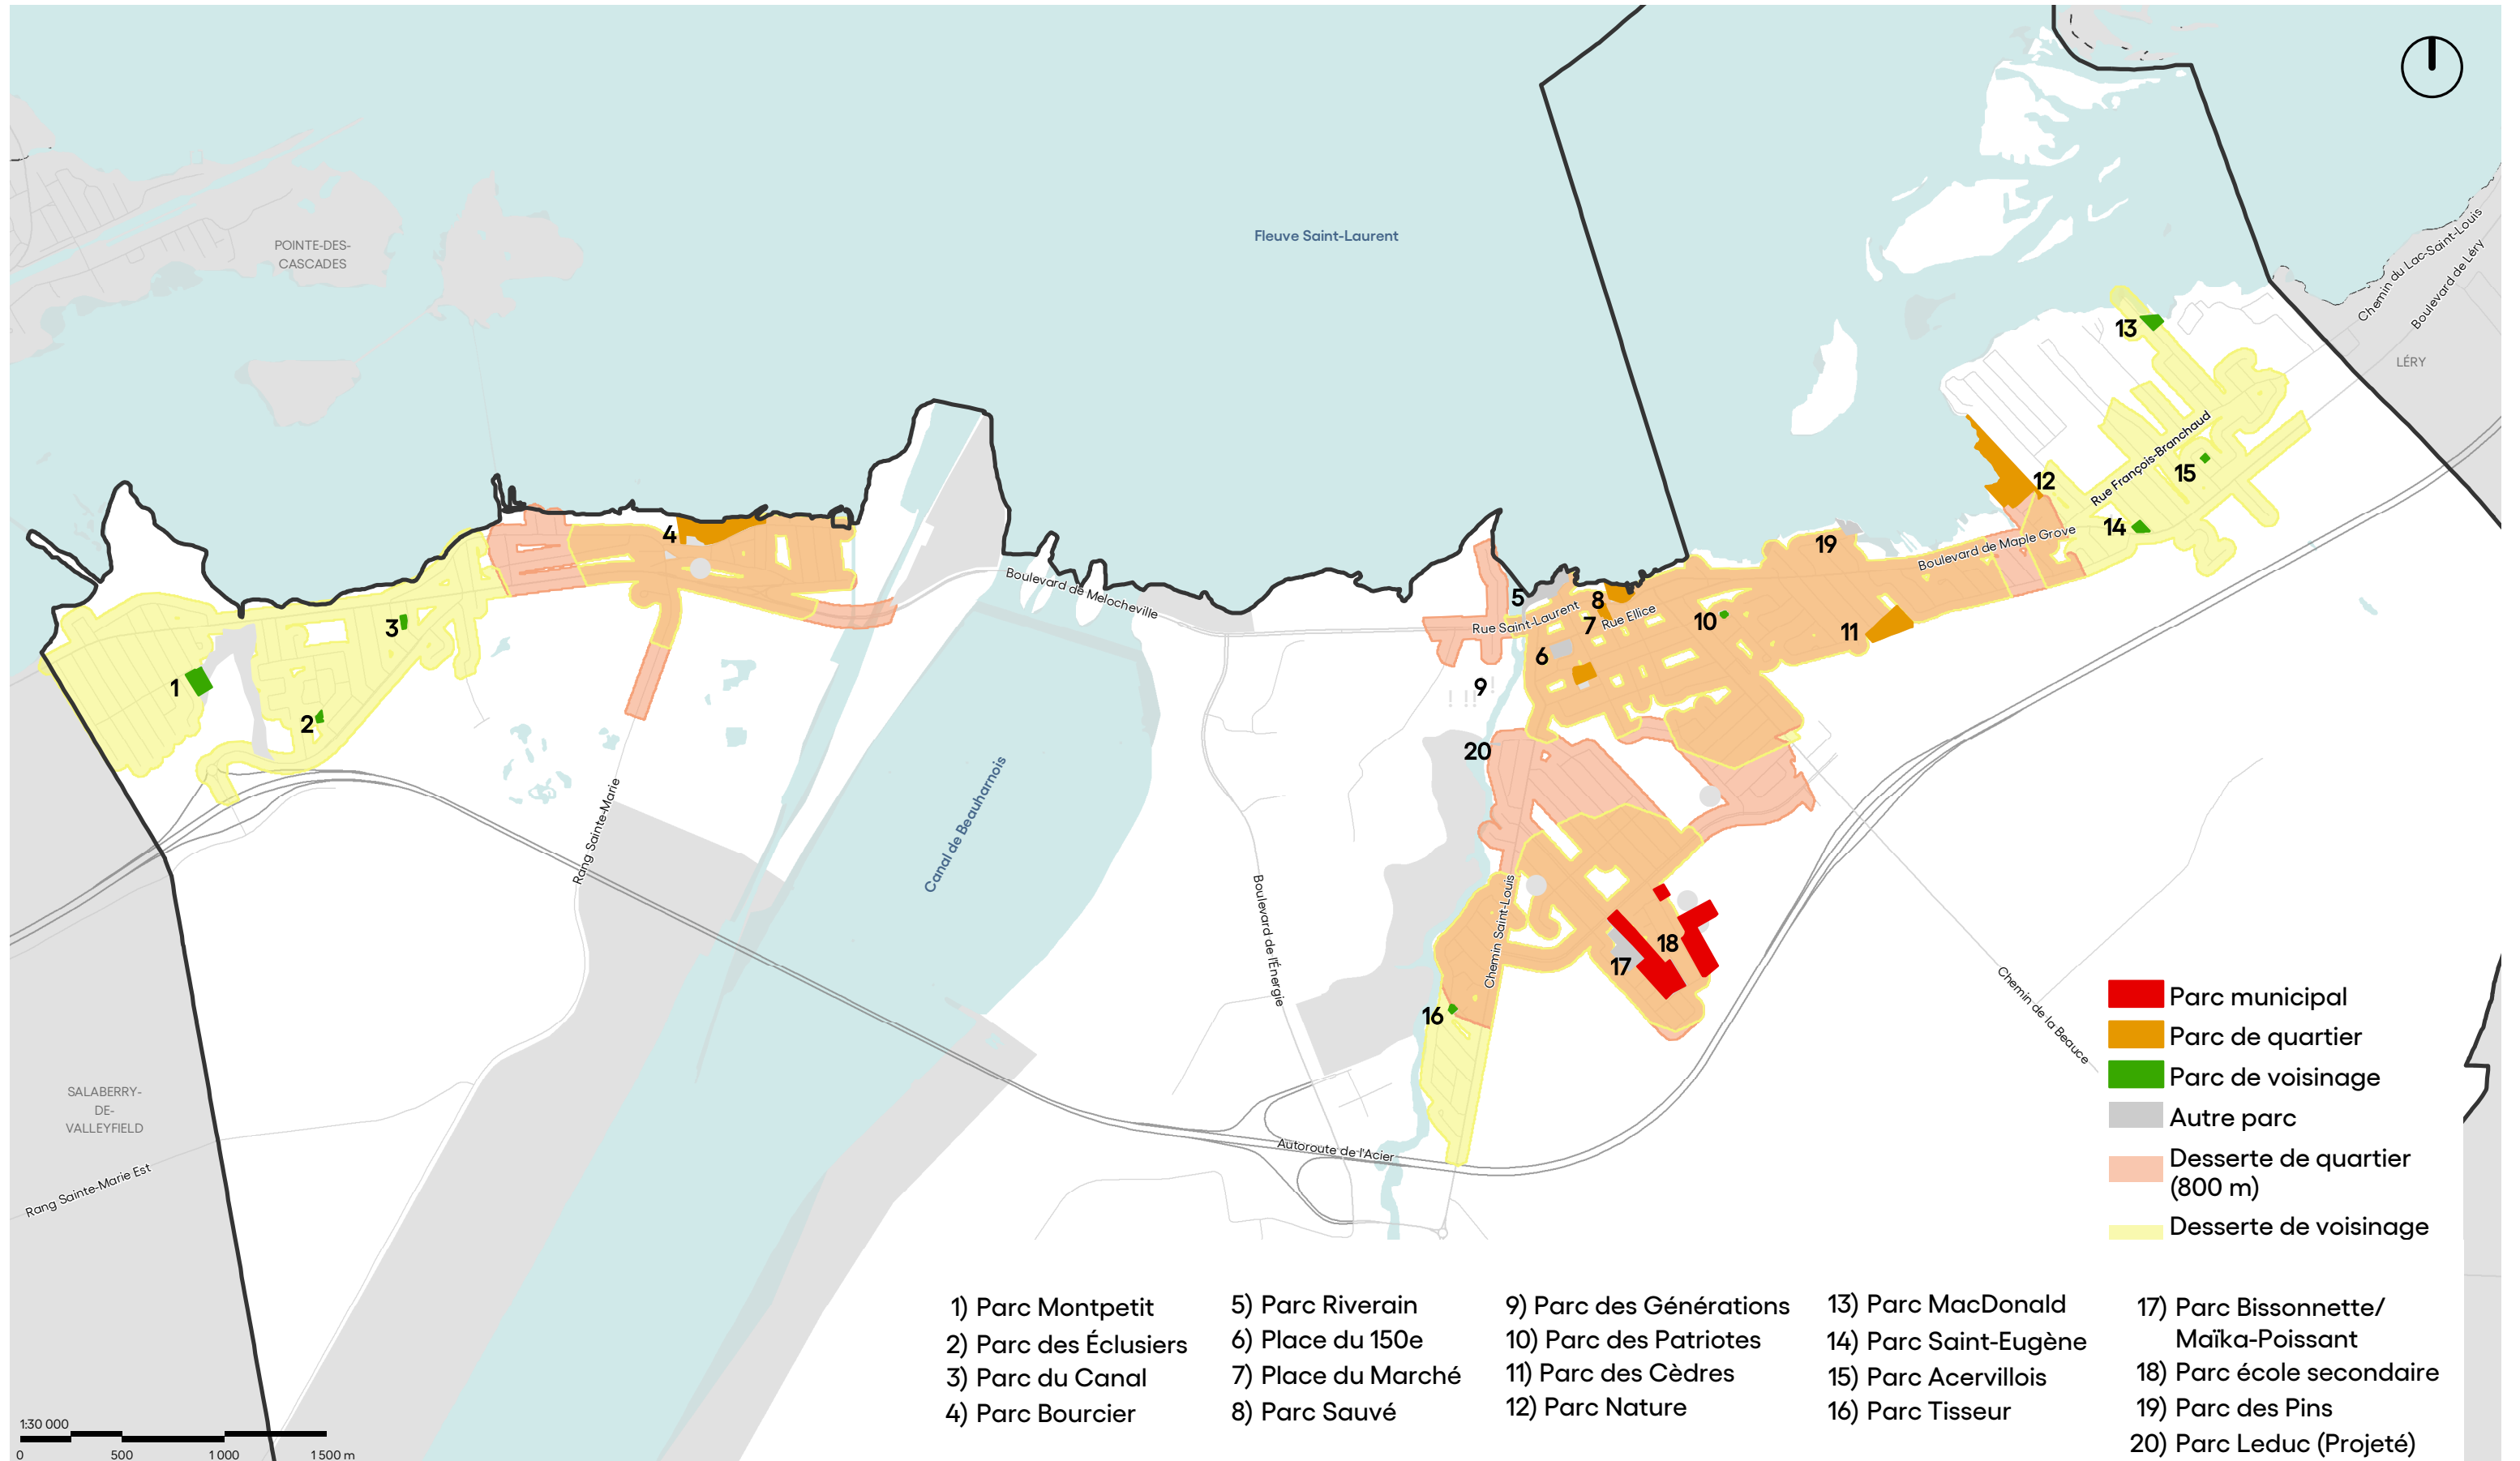 POINTE-DES-
CASCADES
Fleuve Saint-Laurent
Chemin du Lac-Saint-Louis
Boulevard de Léry
LÉRY
13
12
Rue François-Branchaud
15
14
4
19
Boulevard de Maple Grove
Boulevard de Melocheville
5
8
Rue Saint-Laurent
7
Rue Ellice
10
11
3
6
1
9
2
20
Rang Sainte-Marie
Canal de Beauharnois
Boulevard de l'Énergie
Chemin Saint-Louis
18
17
16
Chemin de la Beauce
SALABERRY-
DE-
VALLEYFIELD
Rang Sainte-Marie Est
Autoroute de l'Acier
Parc municipal
Parc de quartier
Parc de voisinage
Autre parc
Desserte de quartier
(800 m)
Desserte de voisinage
1) Parc Montpetit
2) Parc des Éclusiers
3) Parc du Canal
4) Parc Bourcier
5) Parc Riverain
6) Place du 150e
7) Place du Marché
8) Parc Sauvé
9) Parc des Générations
10) Parc des Patriotes
11) Parc des Cèdres
12) Parc Nature
13) Parc MacDonald
14) Parc Saint-Eugène
15) Parc Acervillois
16) Parc Tisseur
17) Parc Bissonnette/
Maïka-Poissant
18) Parc école secondaire
19) Parc des Pins
20) Parc Leduc (Projeté)
1:30 000
0 500 1 000 1 500 m